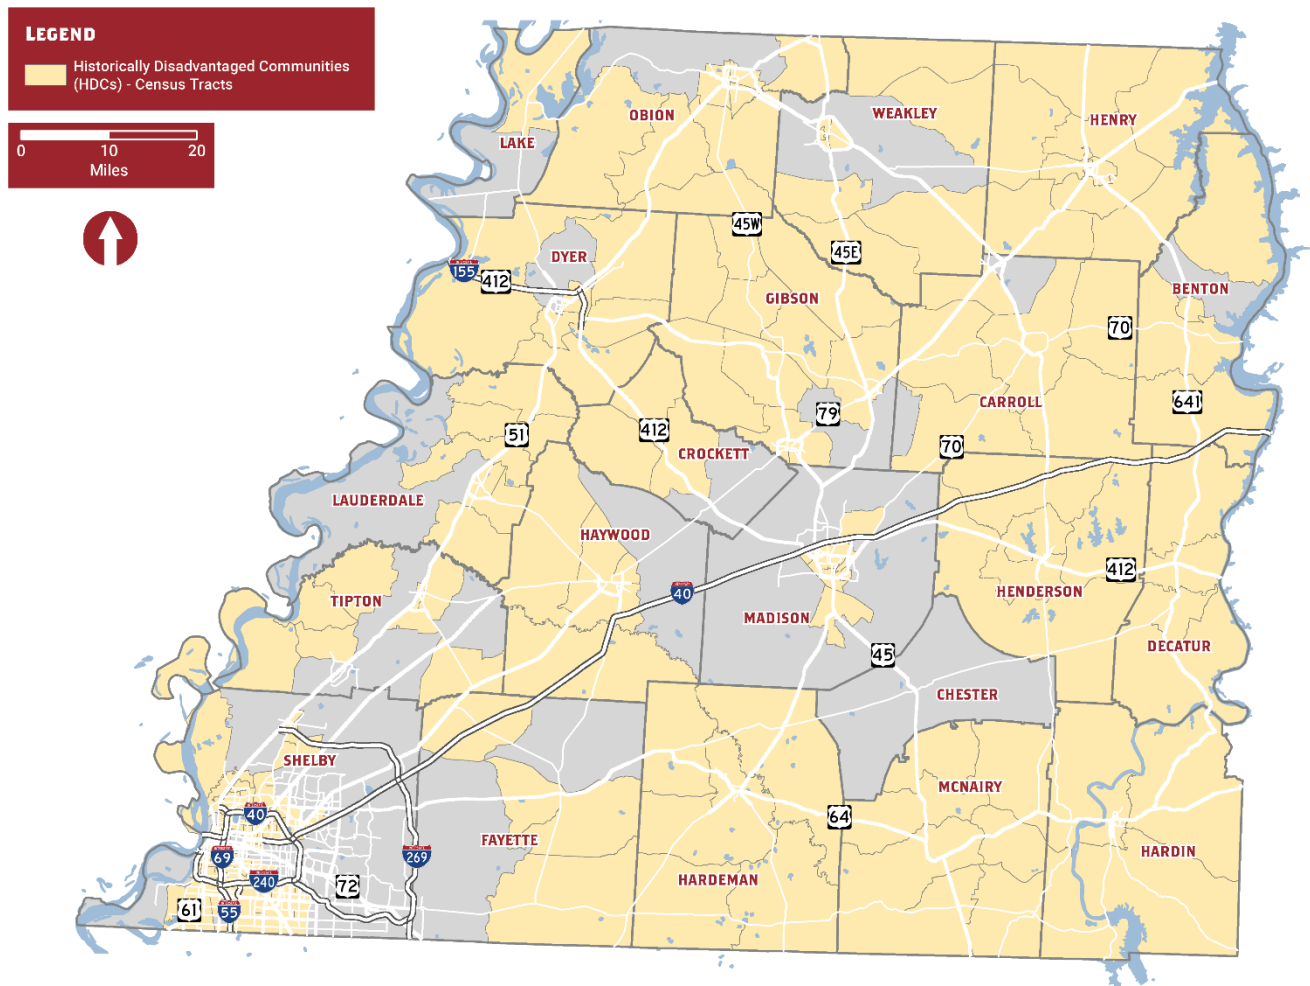 LEGEND
Historically Disadvantaged Communities
(HDCs) - Census Tracts
0 10 20
Miles
OBION
WEAKLEY
HENRY
LAKE
45W
45E
DYER
155
412
GIBSON
BENTON
70
CARROLL
641
79
412
51
CROCKETT
70
LAUDERDALE
HAYWOOD
412
40
HENDERSON
TIPTON
MADISON
DECATUR
45
CHESTER
SHELBY
MCNAIRY
40
64
FAYETTE
HARDIN
69
269
240
72
HARDEMAN
61
55